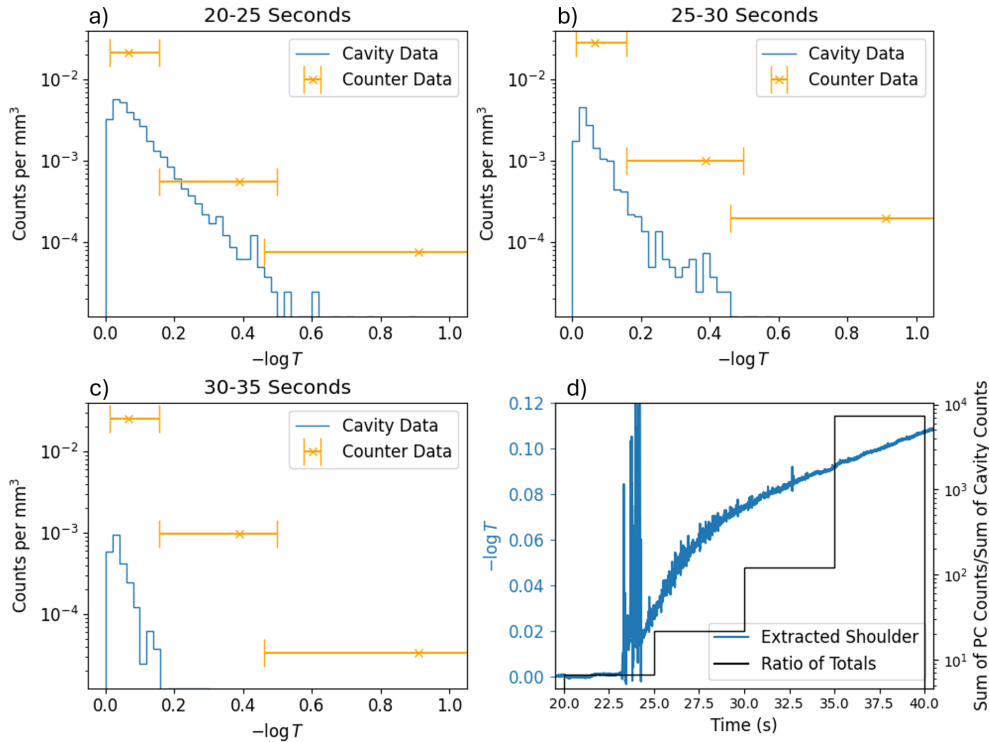 a)
20-25 Seconds
Counts per mm³
10⁻²
10⁻³
10⁻⁴
Cavity Data
Counter Data
0.0 0.2 0.4 0.6 0.8 1.0
−log T
b)
25-30 Seconds
Counts per mm³
10⁻²
10⁻³
10⁻⁴
Cavity Data
Counter Data
0.0 0.2 0.4 0.6 0.8 1.0
−log T
c)
30-35 Seconds
Counts per mm³
10⁻²
10⁻³
10⁻⁴
Cavity Data
Counter Data
0.0 0.2 0.4 0.6 0.8 1.0
−log T
d)
−log T
0.12
0.10
0.08
0.06
0.04
0.02
0.00
Extracted Shoulder
Ratio of Totals
10⁴
10³
10²
10¹
Sum of PC Counts/Sum of Cavity Counts
20.0 22.5 25.0 27.5 30.0 32.5 35.0 37.5 40.0
Time (s)